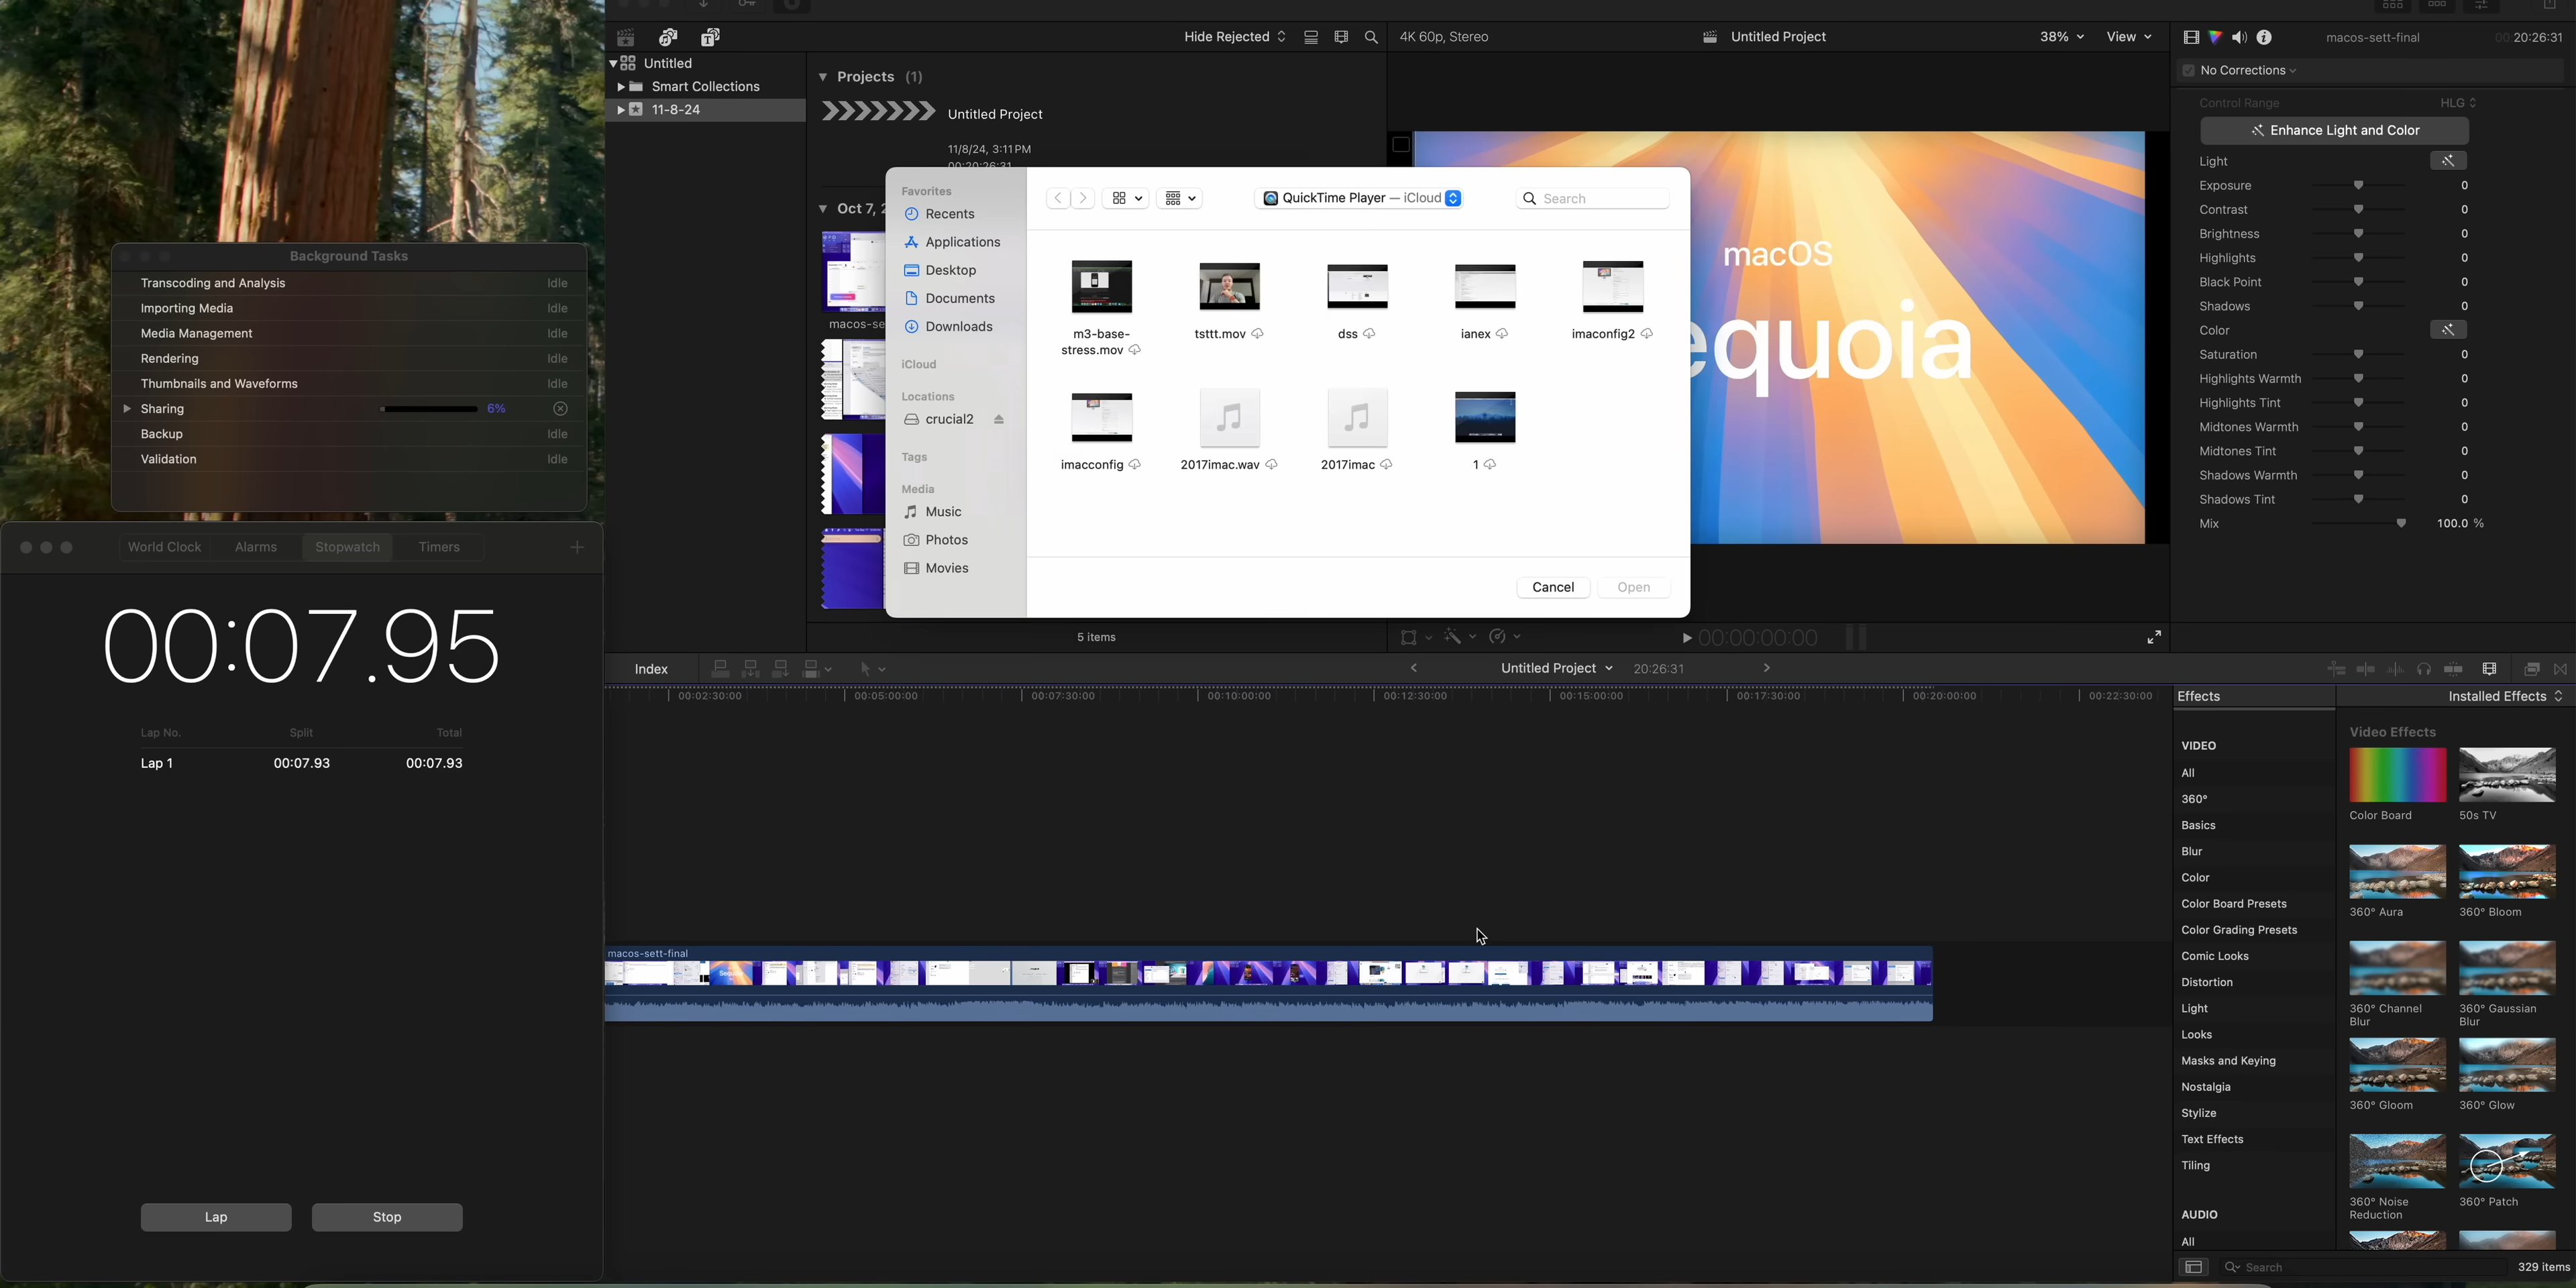 Background Tasks
Transcoding and Analysis Idle
Importing Media Idle
Media Management Idle
Rendering Idle
Thumbnails and Waveforms Idle
Sharing 6%
Backup Idle
Validation Idle
World Clock Alarms Stopwatch Timers
00:07.95
Lap No. Split Total
Lap 1 00:07.93 00:07.93
Lap Stop
Hide Rejected
Untitled
Smart Collections
11-8-24
Projects (1)
Untitled Project
11/8/24, 3:11 PM
00:20:26:31
Oct 7, 2
macos-se
5 items
Favorites
Recents
Applications
Desktop
Documents
Downloads
iCloud
Locations
crucial2
Tags
Media
Music
Photos
Movies
QuickTime Player — iCloud
Search
m3-base-
stress.mov
tsttt.mov
dss
ianex
imaconfig2
imacconfig
2017imac.wav
2017imac
1
Cancel Open
4K 60p, Stereo
Untitled Project
38%
View
macOS
equoia
00:00:00:00
macos-sett-final
00:20:26:31
No Corrections
Control Range HLG
Enhance Light and Color
Light
Exposure 0
Contrast 0
Brightness 0
Highlights 0
Black Point 0
Shadows 0
Color
Saturation 0
Highlights Warmth 0
Highlights Tint 0
Midtones Warmth 0
Midtones Tint 0
Shadows Warmth 0
Shadows Tint 0
Mix 100.0 %
Index
Untitled Project
20:26:31
00:02:30:00 00:05:00:00 00:07:30:00 00:10:00:00 00:12:30:00 00:15:00:00 00:17:30:00 00:20:00:00 00:22:30:00
macos-sett-final
Effects
Installed Effects
VIDEO
All
360°
Basics
Blur
Color
Color Board Presets
Color Grading Presets
Comic Looks
Distortion
Light
Looks
Masks and Keying
Nostalgia
Stylize
Text Effects
Tiling
AUDIO
All
Video Effects
Color Board
50s TV
360° Aura
360° Bloom
360° Channel
Blur
360° Gaussian
Blur
360° Gloom
360° Glow
360° Noise
Reduction
360° Patch
Search
329 items